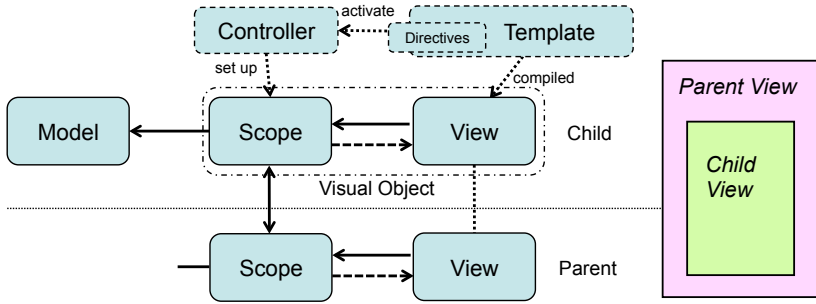 activate
Controller
Directives
Template
set up
compiled
Parent View
Model
Scope
View
Child
Child
View
Visual Object
Scope
View
Parent